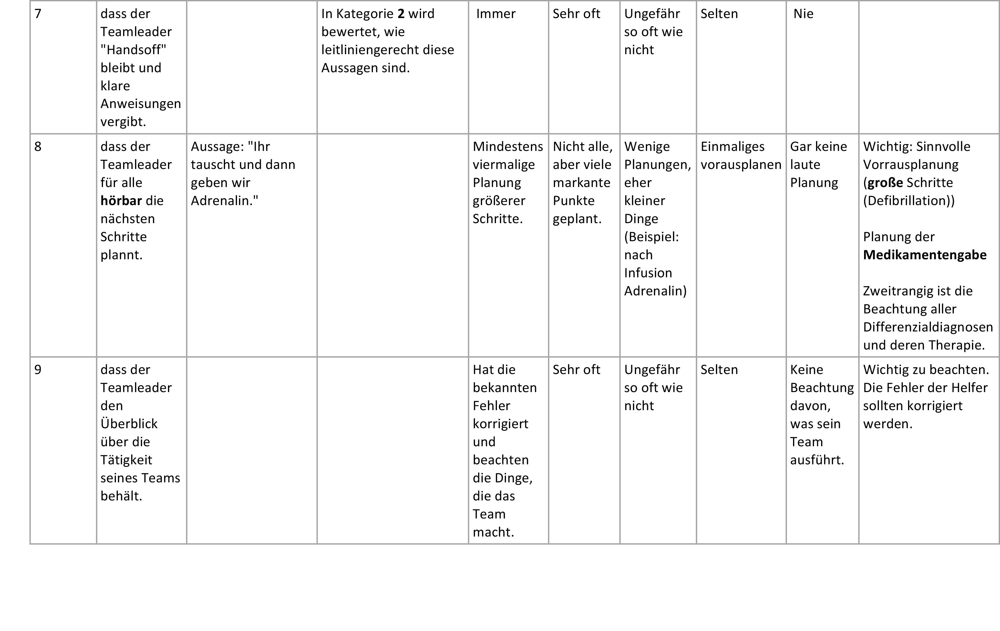 7
dass der
Teamleader
"Handsoff"
bleibt und
klare
Anweisungen
vergibt.
In Kategorie 2 wird
bewertet, wie
leitliniengerecht diese
Aussagen sind.
Immer
Sehr oft
Ungefähr
so oft wie
nicht
Selten
Nie
8
dass der
Teamleader
für alle
hörbar die
nächsten
Schritte
plannt.
Aussage: "Ihr
tauscht und dann
geben wir
Adrenalin."
Mindestens
viermalige
Planung
größerer
Schritte.
Nicht alle,
aber viele
markante
Punkte
geplant.
Wenige
Planungen,
eher
kleiner
Dinge
(Beispiel:
nach
Infusion
Adrenalin)
Einmaliges
vorausplanen
Gar keine
laute
Planung
Wichtig: Sinnvolle
Vorrausplanung
(große Schritte
(Defibrillation))
Planung der
Medikamentengabe
Zweitrangig ist die
Beachtung aller
Differenzialdiagnosen
und deren Therapie.
9
dass der
Teamleader
den
Überblick
über die
Tätigkeit
seines Teams
behält.
Hat die
bekannten
Fehler
korrigiert
und
beachten
die Dinge,
die das
Team
macht.
Sehr oft
Ungefähr
so oft wie
nicht
Selten
Keine
Beachtung
davon,
was sein
Team
ausführt.
Wichtig zu beachten.
Die Fehler der Helfer
sollten korrigiert
werden.